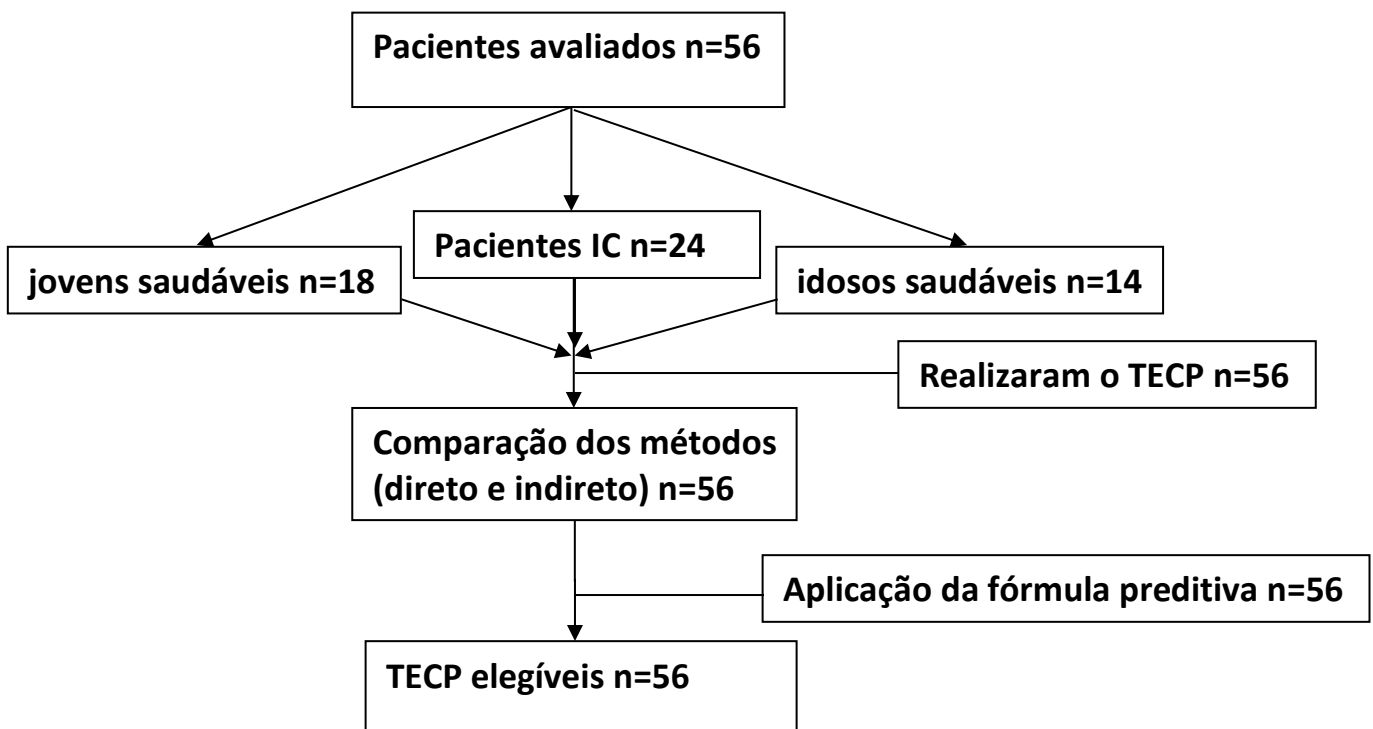 Pacientes avaliados n=56
Pacientes IC n=24
jovens saudáveis n=18
idosos saudáveis n=14
Realizaram o TECP n=56
Comparação dos métodos
(direto e indireto) n=56
Aplicação da fórmula preditiva n=56
TECP elegíveis n=56